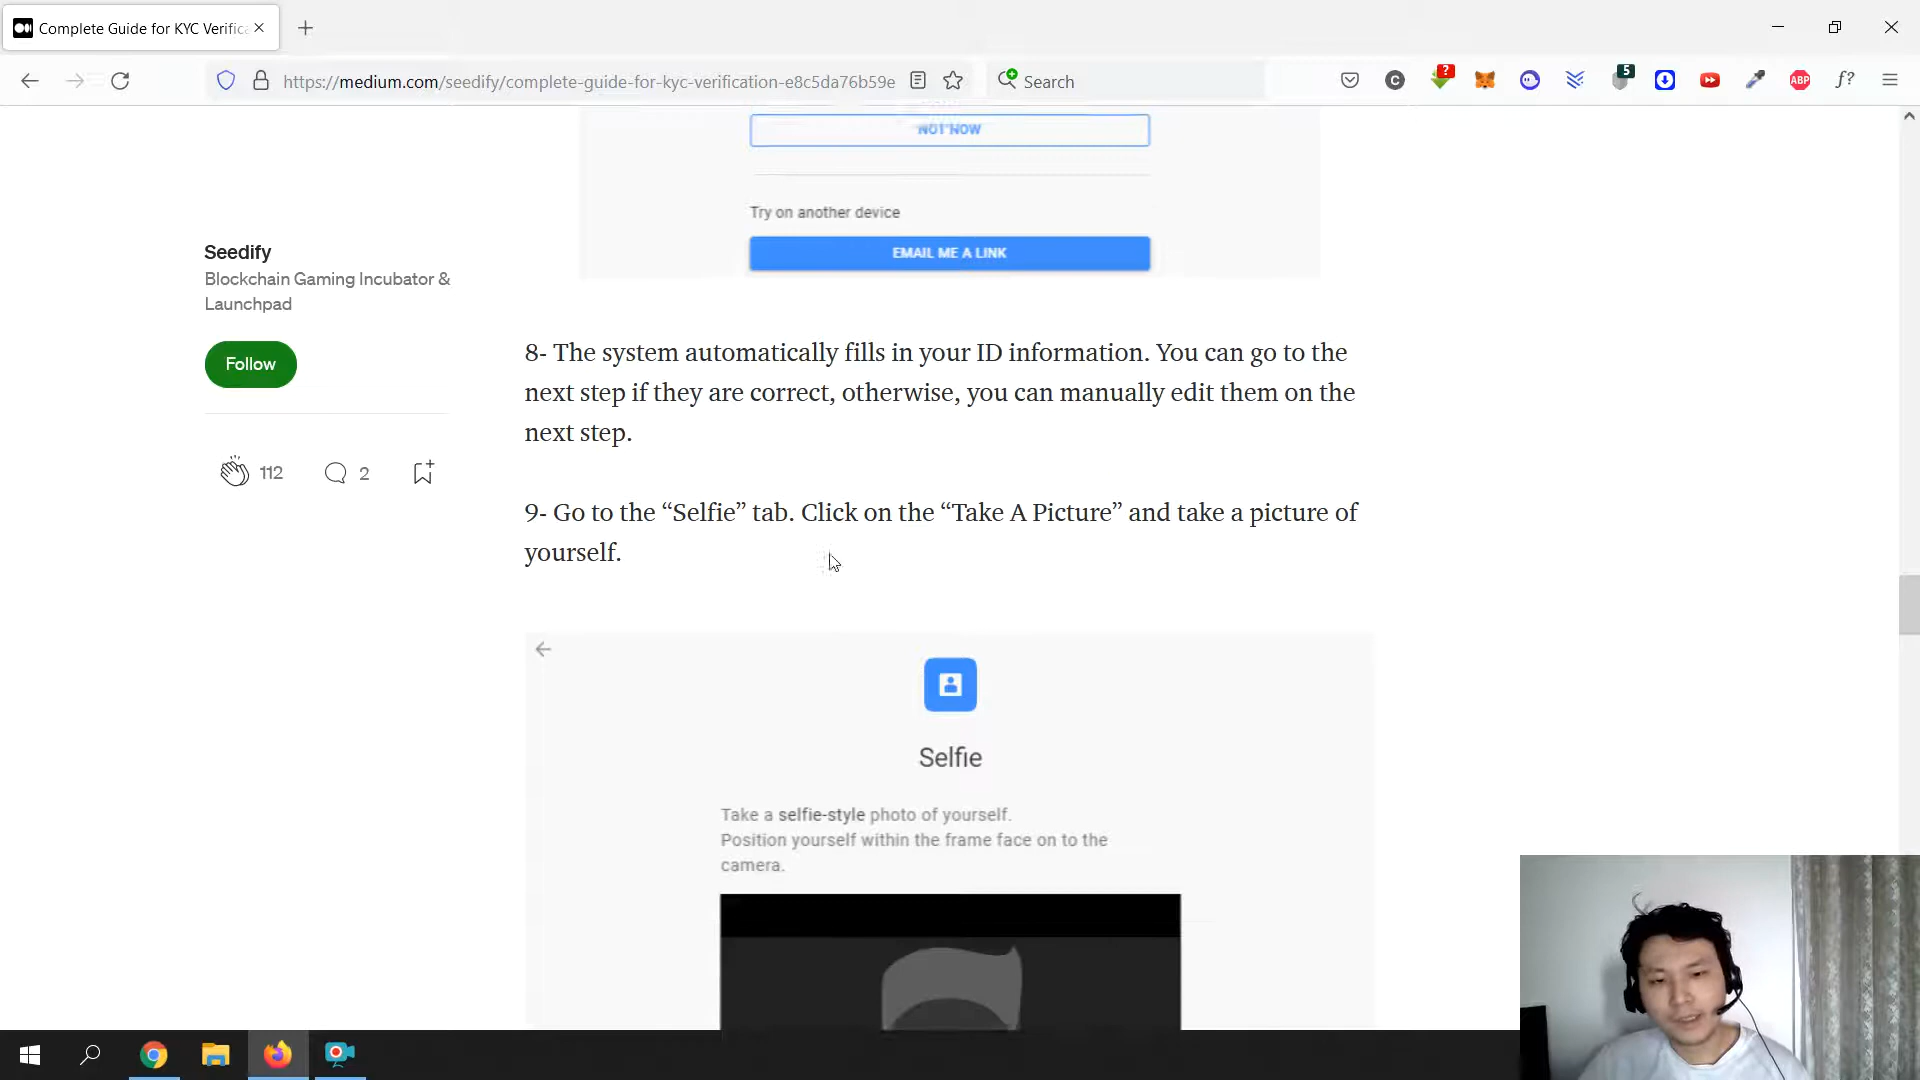 Complete Guide for KYC Verific
https://medium.com/seedify/complete-guide-for-kyc-verification-e8c5da76b59e
Search
?
5
ABP
f?
NOT NOW
Try on another device
EMAIL ME A LINK
Seedify
Blockchain Gaming Incubator &
Launchpad
Follow
112
2
8- The system automatically fills in your ID information. You can go to the
next step if they are correct, otherwise, you can manually edit them on the
next step.
9- Go to the “Selfie” tab. Click on the “Take A Picture” and take a picture of
yourself.
Selfie
Take a selfie-style photo of yourself.
Position yourself within the frame face on to the
camera.